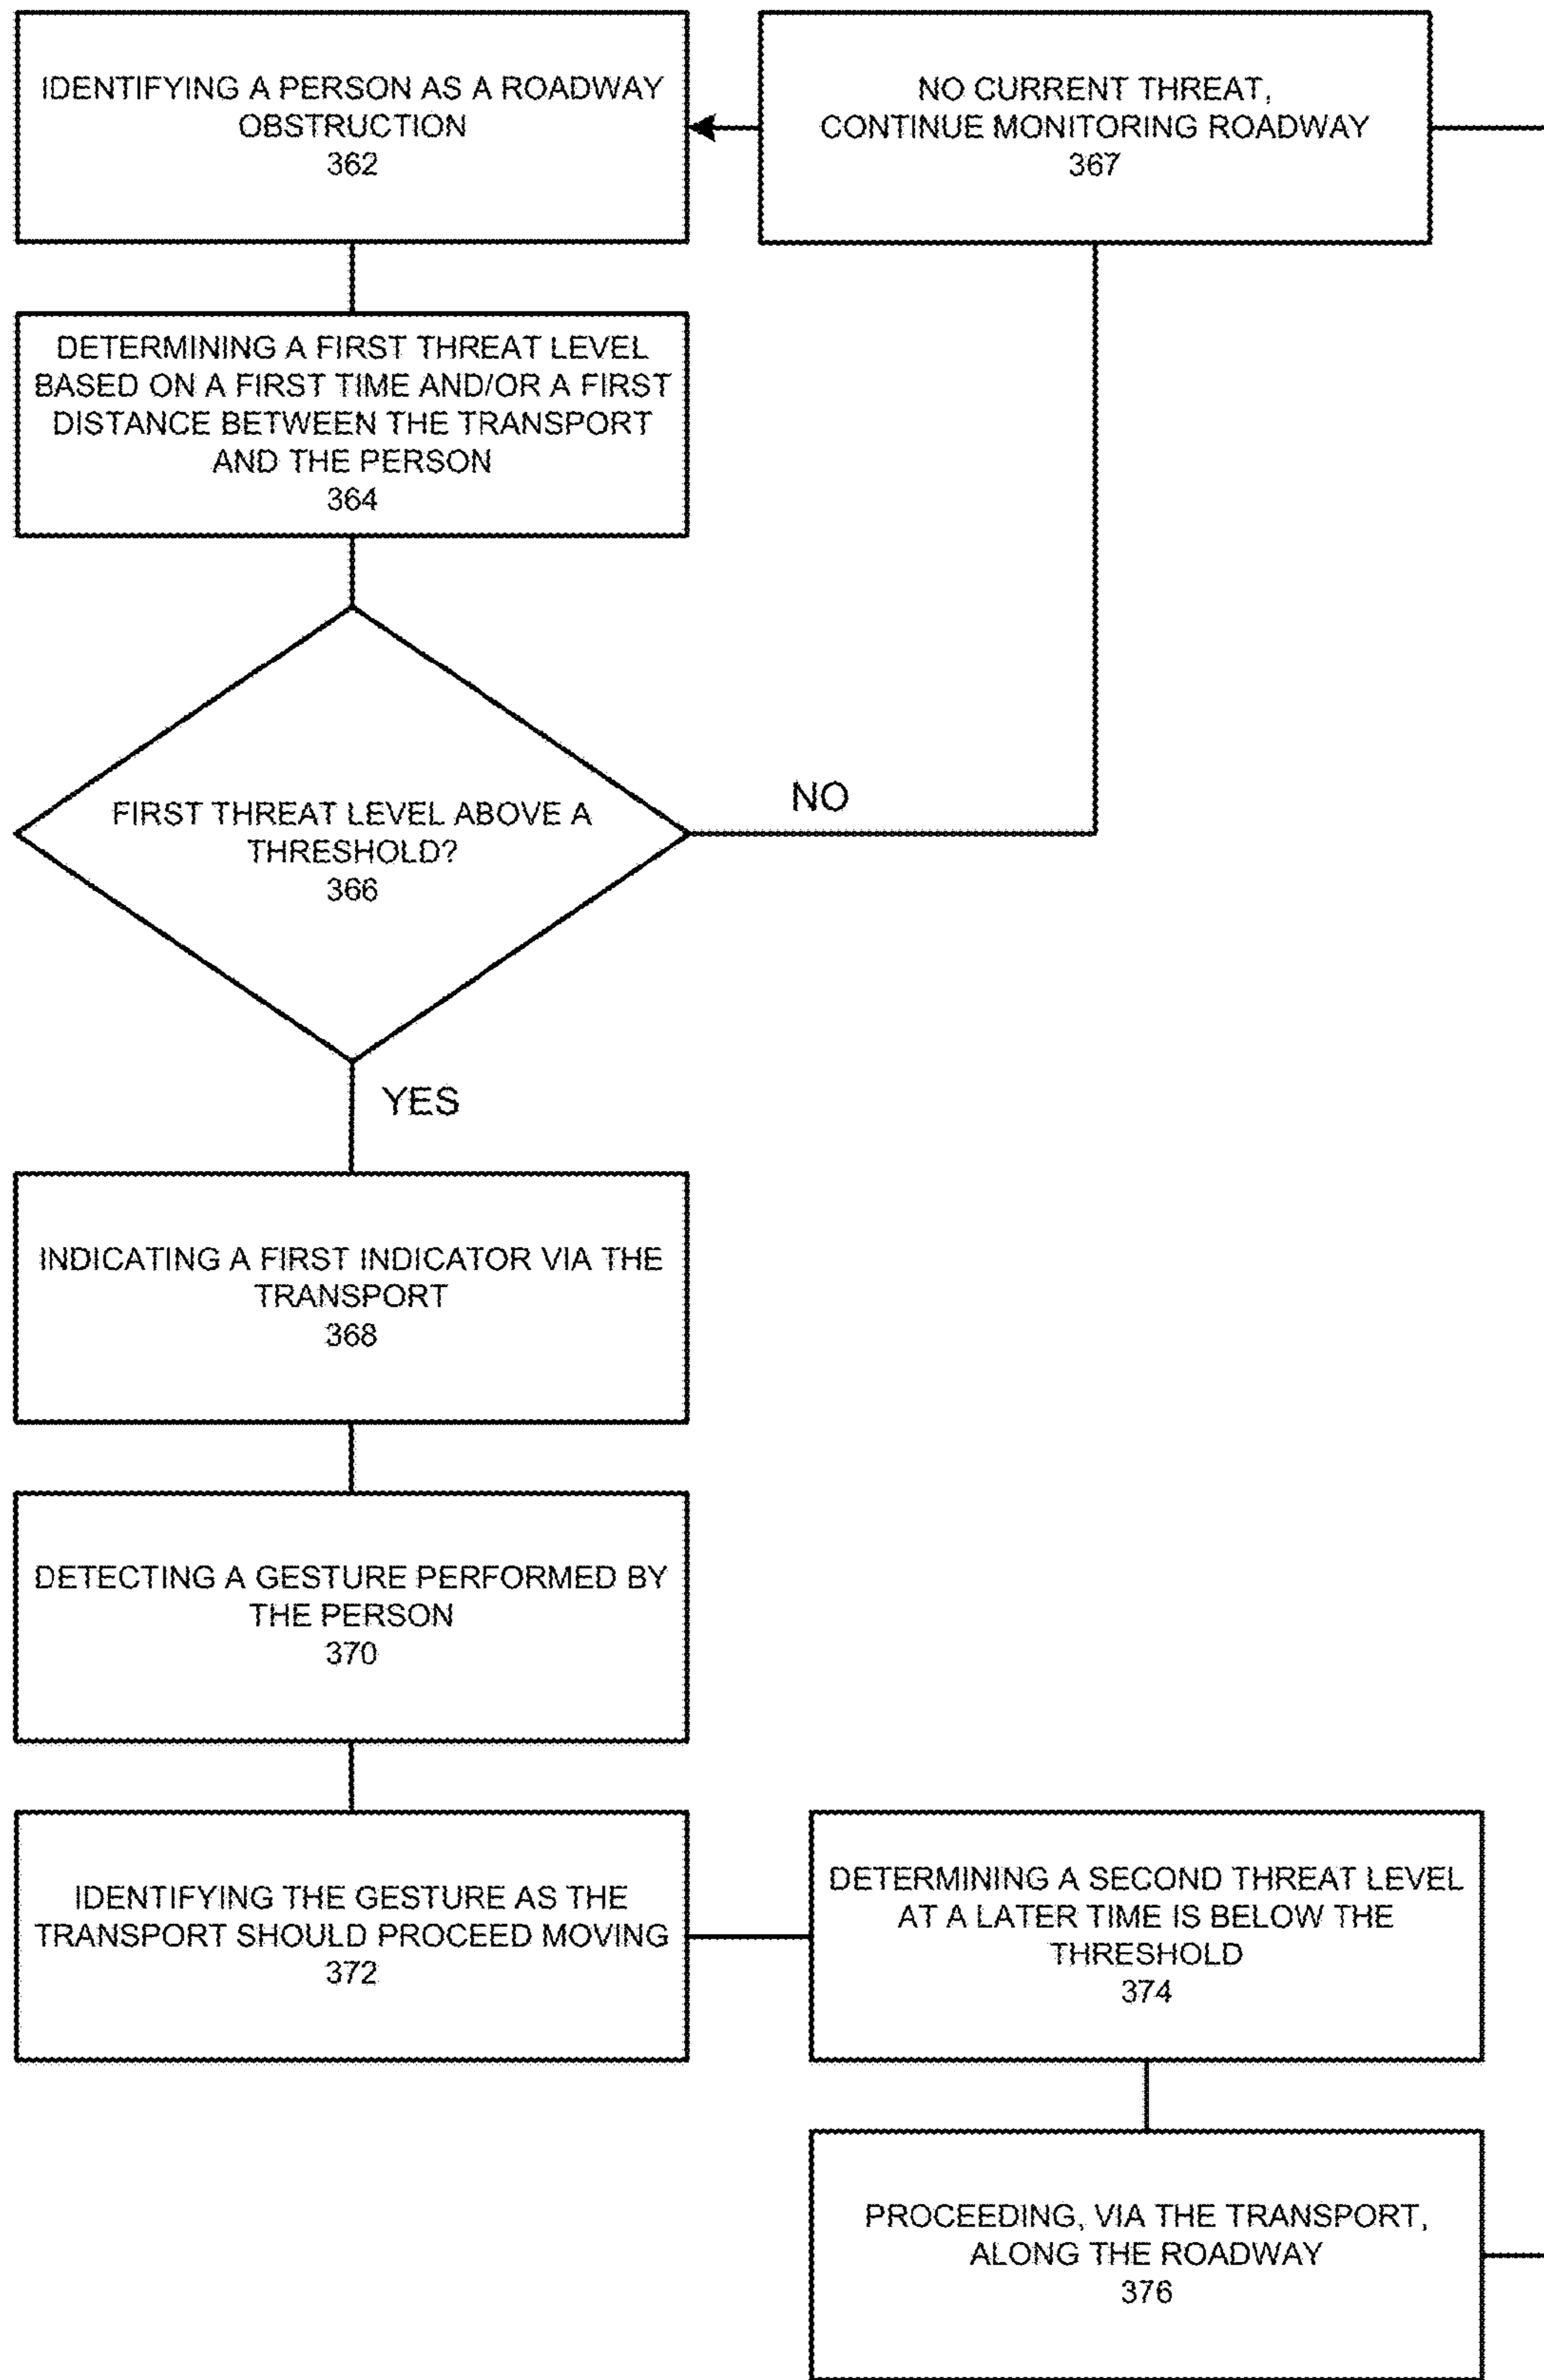 IDENTIFYING A PERSON AS A ROADWAY
OBSTRUCTION
362
NO CURRENT THREAT,
CONTINUE MONITORING ROADWAY
367
DETERMINING A FIRST THREAT LEVEL
BASED ON A FIRST TIME AND/OR A FIRST
DISTANCE BETWEEN THE TRANSPORT
AND THE PERSON
364
FIRST THREAT LEVEL ABOVE A
THRESHOLD?
366
NO
YES
INDICATING A FIRST INDICATOR VIA THE
TRANSPORT
368
DETECTING A GESTURE PERFORMED BY
THE PERSON
370
IDENTIFYING THE GESTURE AS THE
TRANSPORT SHOULD PROCEED MOVING
372
DETERMINING A SECOND THREAT LEVEL
AT A LATER TIME IS BELOW THE
THRESHOLD
374
PROCEEDING, VIA THE TRANSPORT,
ALONG THE ROADWAY
376